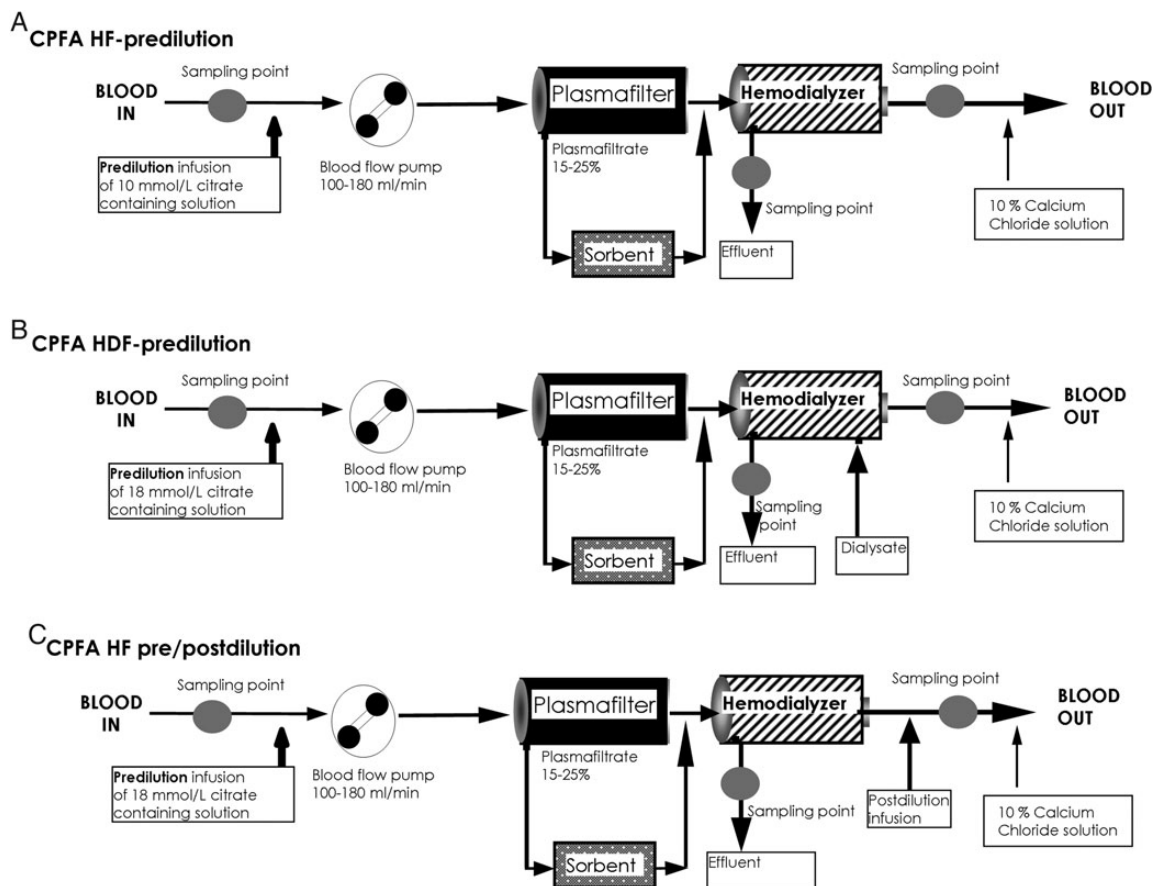 A
CPFA HF-predilution
Sampling point
Sampling point
BLOOD
IN
Plasmafilter
Hemodialyzer
BLOOD
OUT
Predilution infusion
of 10 mmol/L citrate
containing solution
Blood flow pump
100-180 ml/min
Plasmafiltrate
15-25%
Sampling point
Sorbent
Effluent
10 % Calcium
Chloride solution
B
CPFA HDF-predilution
Sampling point
Sampling point
BLOOD
IN
Plasmafilter
Hemodialyzer
BLOOD
OUT
Predilution infusion
of 18 mmol/L citrate
containing solution
Blood flow pump
100-180 ml/min
Plasmafiltrate
15-25%
Sampling
point
Sorbent
Effluent
Dialysate
10 % Calcium
Chloride solution
C
CPFA HF pre/postdilution
Sampling point
Sampling point
BLOOD
IN
Plasmafilter
Hemodialyzer
BLOOD
OUT
Predilution infusion
of 18 mmol/L citrate
containing solution
Blood flow pump
100-180 ml/min
Plasmafiltrate
15-25%
Sampling point
Sorbent
Effluent
Postdilution
infusion
10 % Calcium
Chloride solution